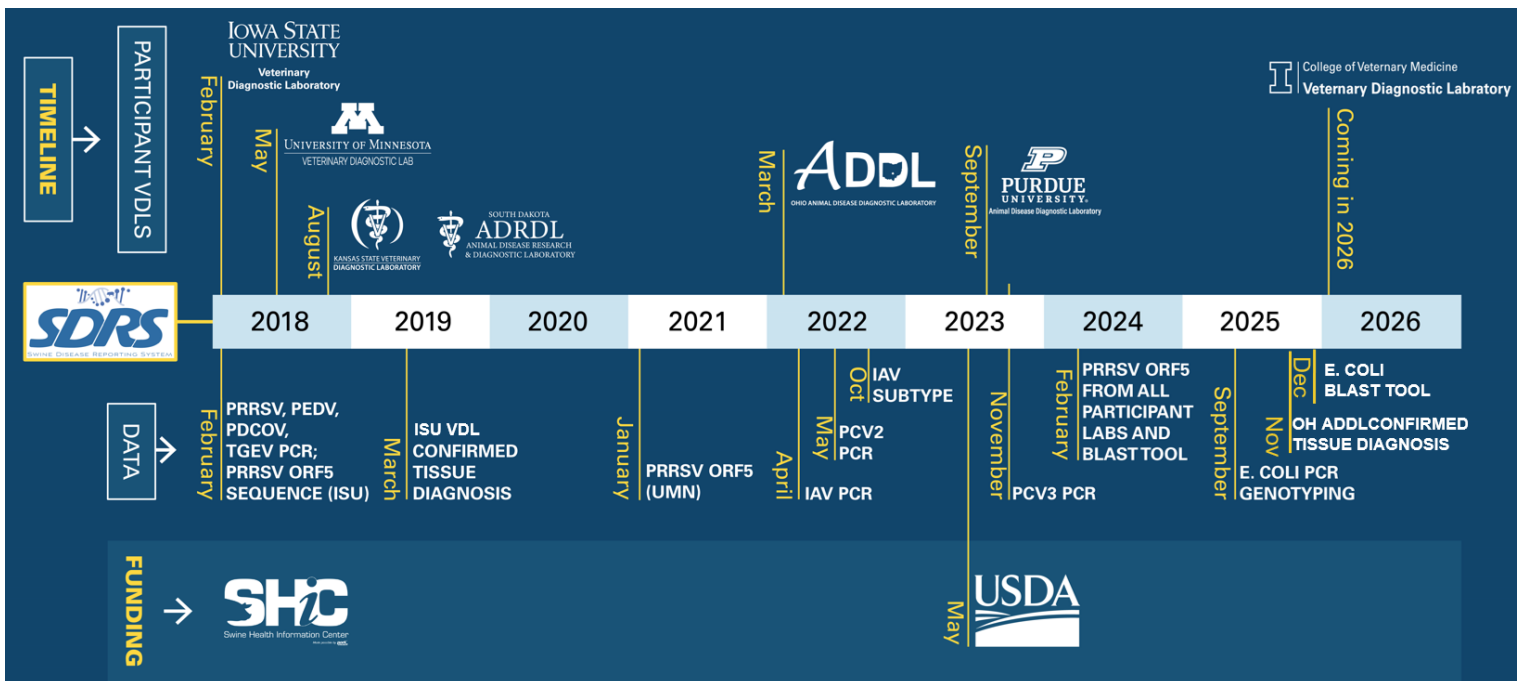 TIMELINE
PARTICIPANT VDLS
February
IOWA STATE
UNIVERSITY
Veterinary
Diagnostic Laboratory
May
M
UNIVERSITY OF MINNESOTA
VETERINARY DIAGNOSTIC LAB
August
KANSAS STATE VETERINARY
DIAGNOSTIC LABORATORY
SOUTH DAKOTA
ADRDL
ANIMAL DISEASE RESEARCH
& DIAGNOSTIC LABORATORY
March
ADDL
OHIO ANIMAL DISEASE DIAGNOSTIC LABORATORY
September
P
PURDUE
UNIVERSITY®
Animal Disease Diagnostic Laboratory
Coming in 2026
I
College of Veternary Medicine
Veternary Diagnostic Labratory
SDRS
SWINE DISEASE REPORTING SYSTEM
2018
2019
2020
2021
2022
2023
2024
2025
2026
DATA
February
PRRSV, PEDV,
PDCOV,
TGEV PCR;
PRRSV ORF5
SEQUENCE (ISU)
March
ISU VDL
CONFIRMED
TISSUE
DIAGNOSIS
January
PRRSV ORF5
(UMN)
April
IAV PCR
May
PCV2
PCR
Oct
IAV
SUBTYPE
November
PCV3 PCR
February
PRRSV ORF5
FROM ALL
PARTICIPANT
LABS AND
BLAST TOOL
September
E. COLI PCR
GENOTYPING
Nov
OH ADDLCONFIRMED
TISSUE DIAGNOSIS
Dec
E. COLI
BLAST TOOL
FUNDING
SHiC
Swine Health Information Center
May
USDA